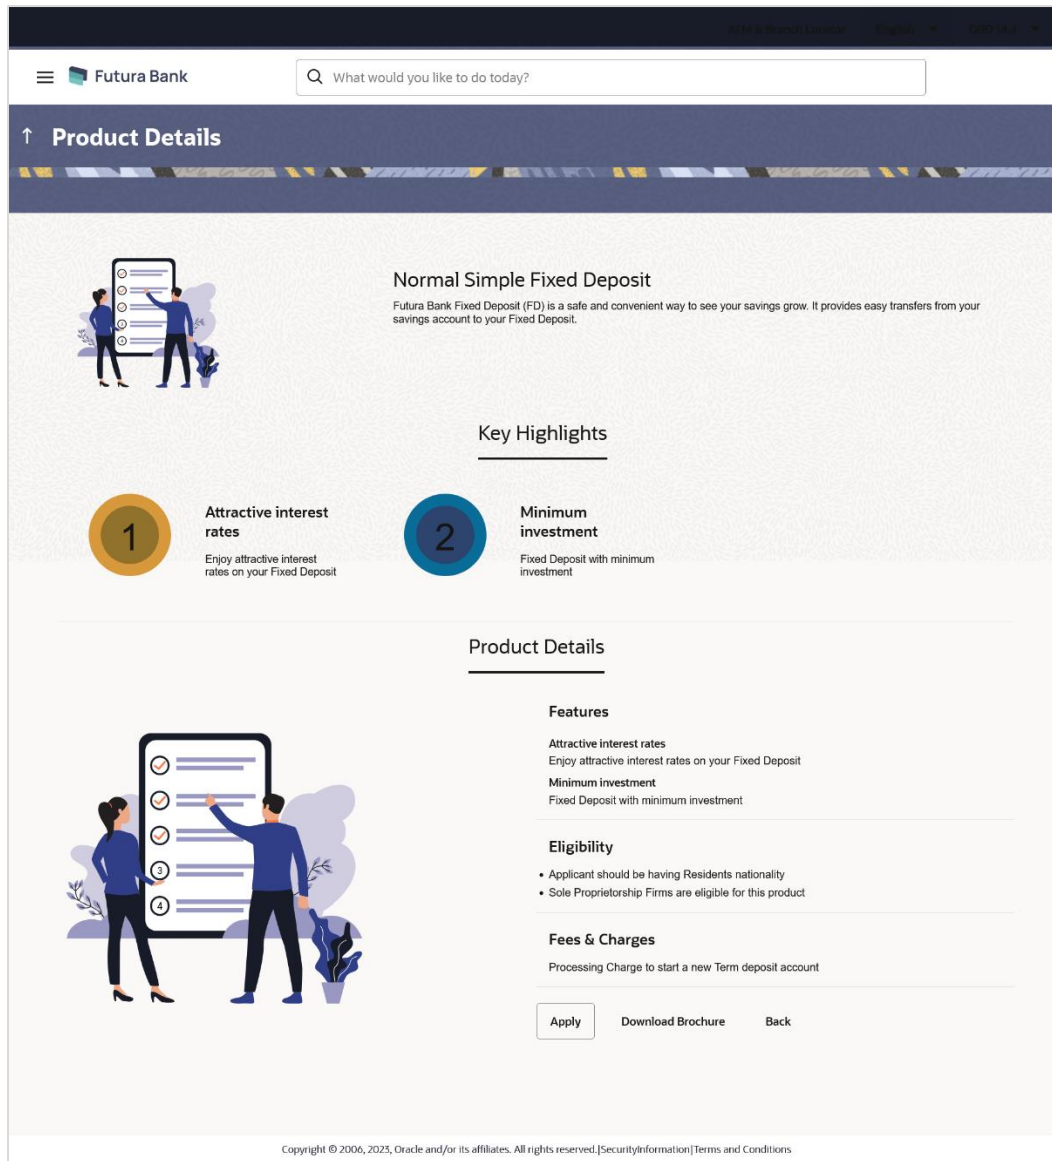 ATM & Branch Locator English
Futura Bank
What would you like to do today?
↑ Product Details
Normal Simple Fixed Deposit
Futura Bank Fixed Deposit (FD) is a safe and convenient way to see your savings grow. It provides easy transfers from your
savings account to your Fixed Deposit.
Key Highlights
1
Attractive interest
rates
Enjoy attractive interest
rates on your Fixed Deposit
2
Minimum
investment
Fixed Deposit with minimum
investment
Product Details
3
4
Features
Attractive interest rates
Enjoy attractive interest rates on your Fixed Deposit
Minimum investment
Fixed Deposit with minimum investment
Eligibility
• Applicant should be having Residents nationality
• Sole Proprietorship Firms are eligible for this product
Fees & Charges
Processing Charge to start a new Term deposit account
Apply Download Brochure Back
Copyright © 2006, 2023, Oracle and/or its affiliates. All rights reserved.|SecurityInformation|Terms and Conditions